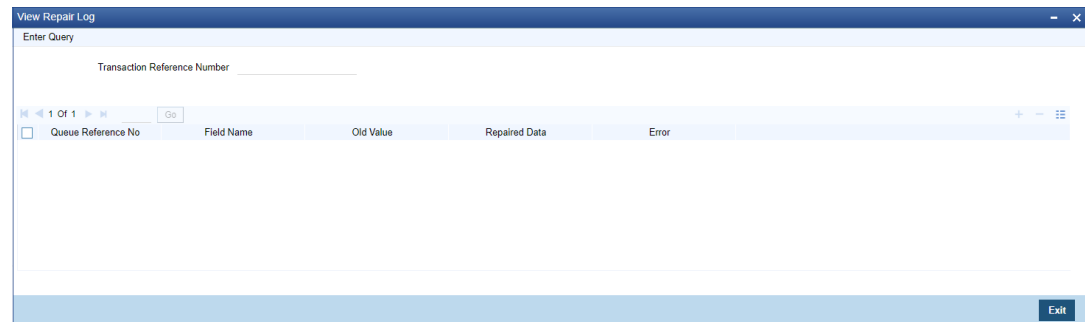 View Repair Log
Enter Query
Transaction Reference Number
1 Of 1 Go
Queue Reference No Field Name Old Value Repaired Data Error
Exit